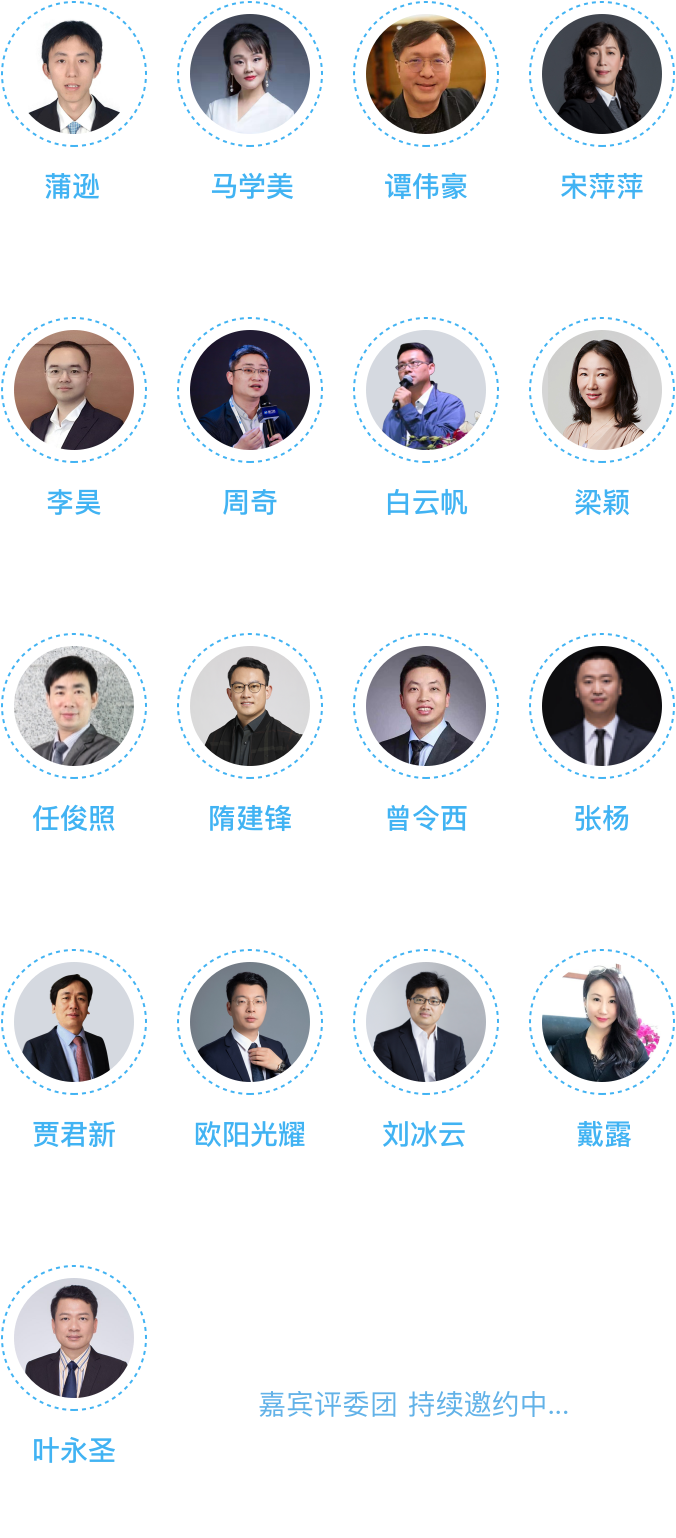 蒲逊
马学美
谭伟豪
宋萍萍
李昊
周奇
白云帆
梁颖
任俊照
隋建锋
曾令西
张杨
贾君新
欧阳光耀
刘冰云
戴露
叶永圣
嘉宾评委团 持续邀约中...